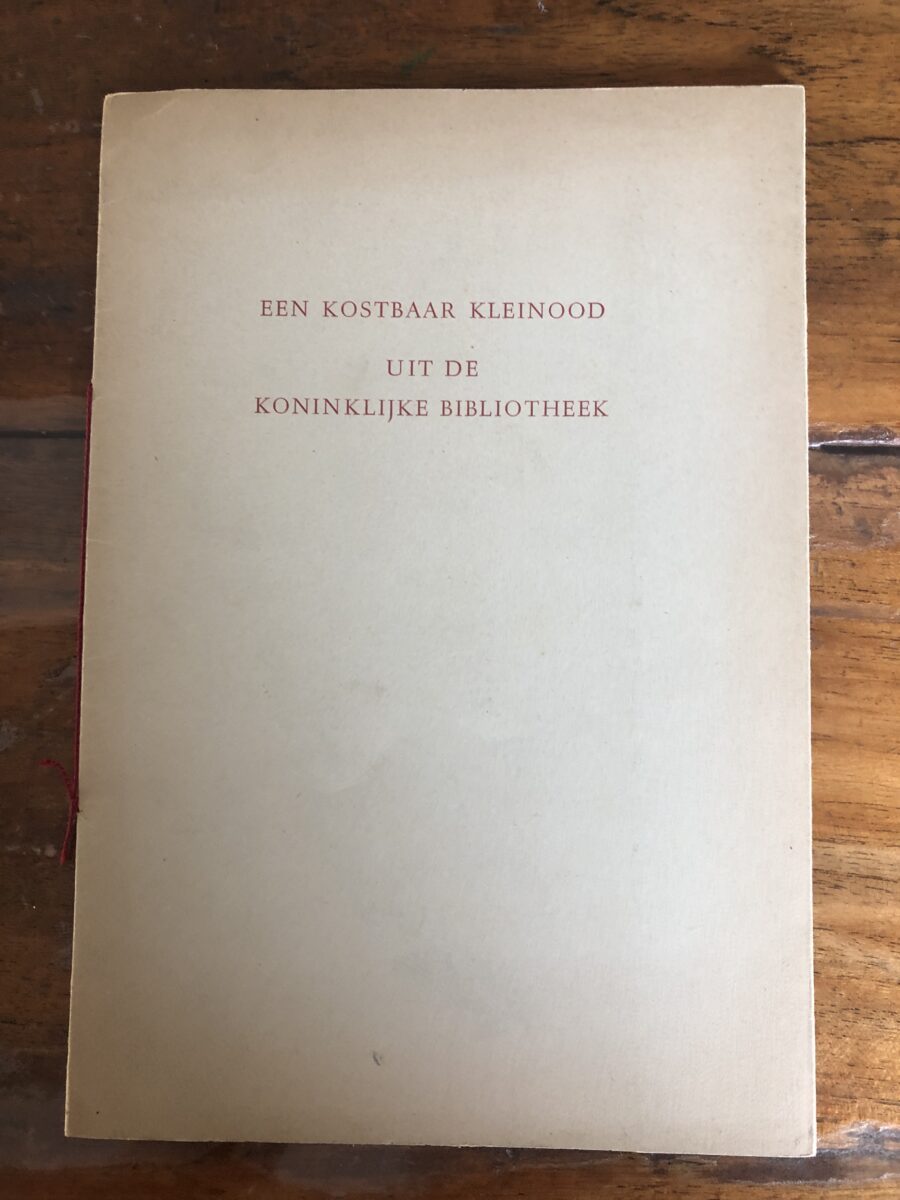 EEN KOSTBAAR KLEINOOD
UIT DE
KONINKLIJKE BIBLIOTHEEK